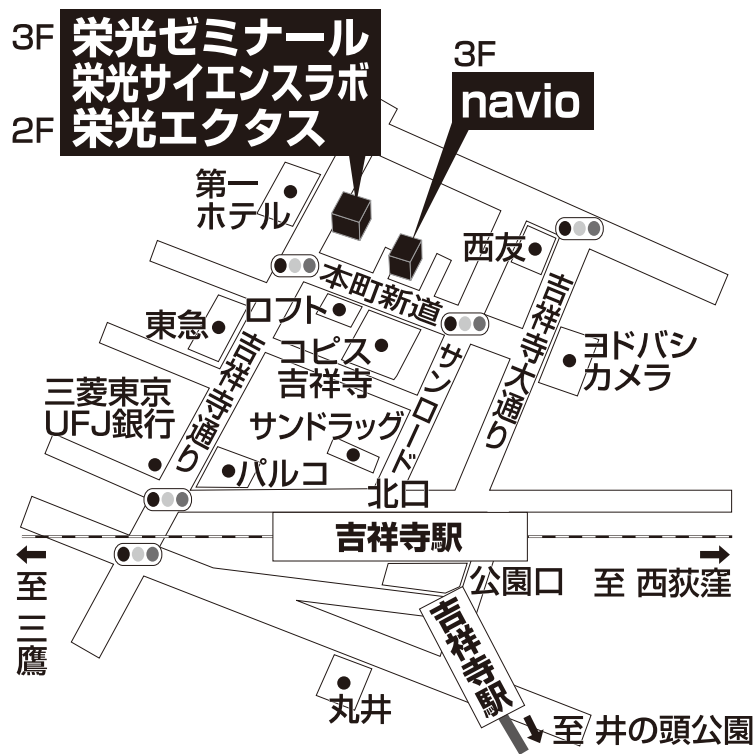 3F 栄光ゼミナール
栄光サイエンスラボ
2F 栄光エクタス
3F
navio
第一
ホテル
西友
本町新道
ロフト
東急
コピス
吉祥寺
吉祥寺大通り
ヨドバシ
カメラ
吉祥寺通り
サンロード
三菱東京
UFJ銀行
サンドラッグ
パルコ
北口
吉祥寺駅
公園口
至 西荻窪
至 三鷹
吉祥寺駅
丸井
至 井の頭公園